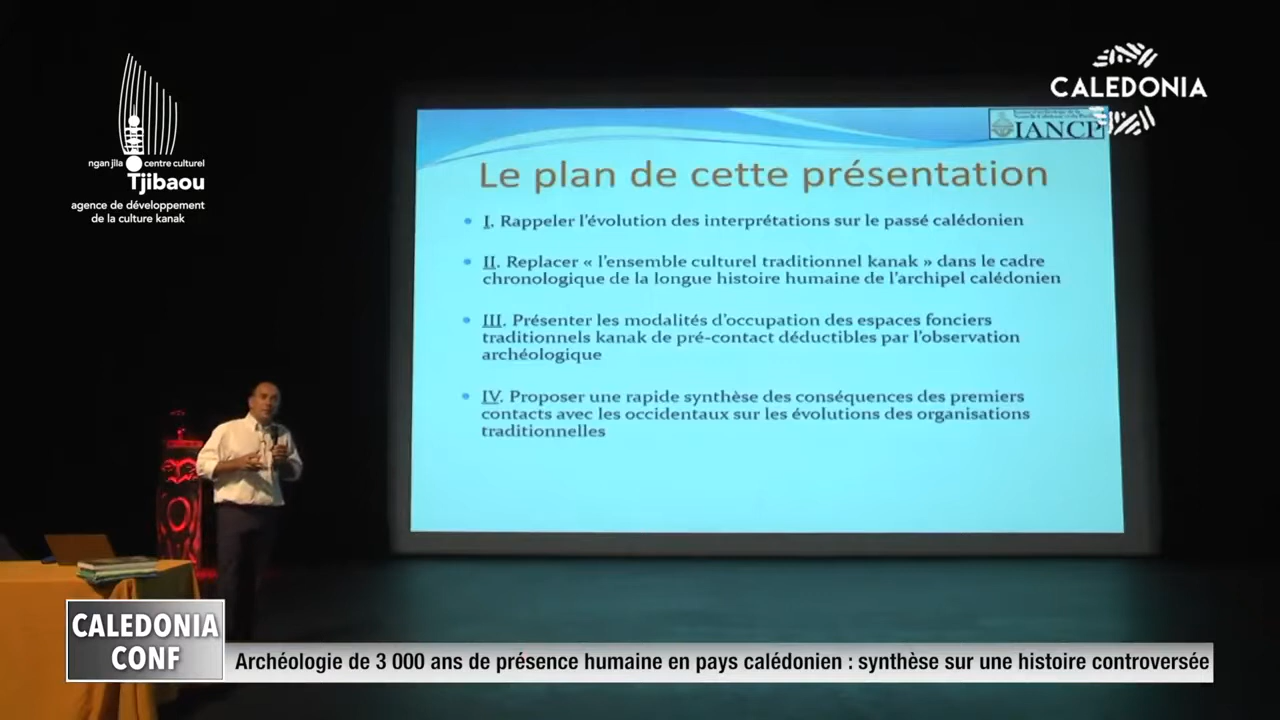 ngan jila
centre culturel
Tjibaou
agence de développement
de la culture kanak
CALEDONIA
IANCP
Le plan de cette présentation
I. Rappeler l'évolution des interprétations sur le passé calédonien
II. Replacer « l'ensemble culturel traditionnel kanak » dans le cadre
chronologique de la longue histoire humaine de l'archipel calédonien
III. Présenter les modalités d'occupation des espaces fonciers
traditionnels kanak de pré-contact déductibles par l'observation
archéologique
IV. Proposer une rapide synthèse des conséquences des premiers
contacts avec les occidentaux sur les évolutions des organisations
traditionnelles
CALEDONIA
CONF
Archéologie de 3 000 ans de présence humaine en pays calédonien : synthèse sur une histoire controversée